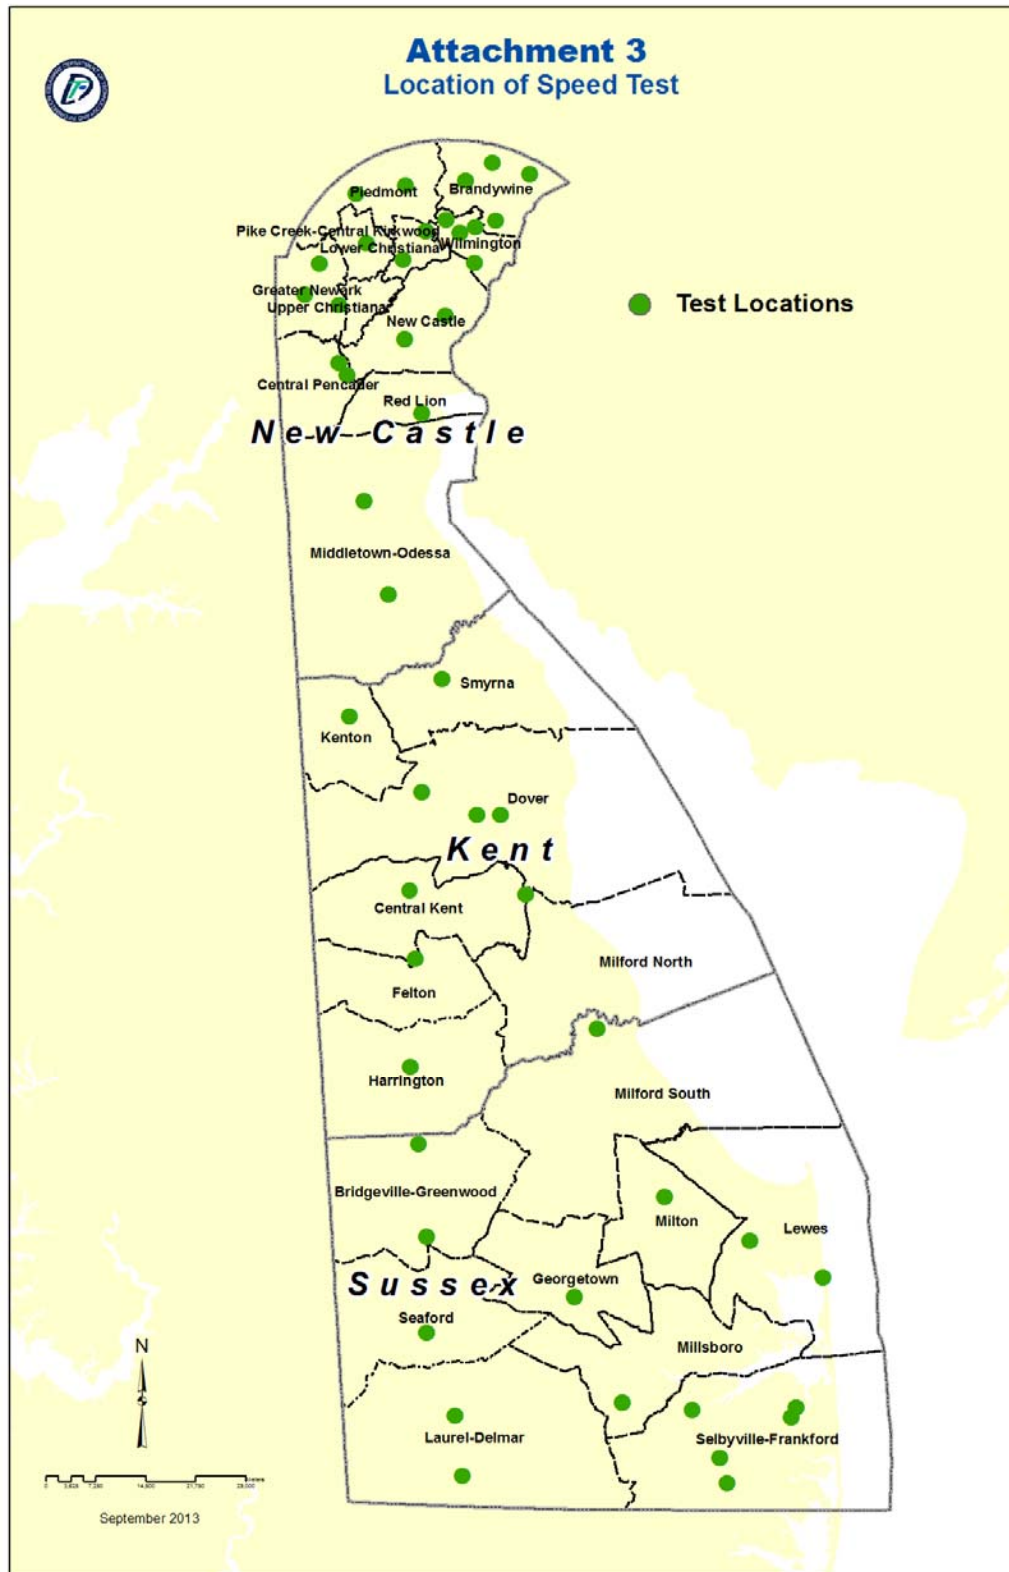 Attachment 3
Location of Speed Test
Piedmont
Brandywine
Pike Creek-Central Kirkwood
Lower Christiana
Wilmington
Greater Newark
Upper Christiana
New Castle
Test Locations
Central Pencader
Red Lion
New Castle
Middletown-Odessa
Smyrna
Kenton
Dover
Kent
Central Kent
Milford North
Felton
Harrington
Milford South
Bridgeville-Greenwood
Milton
Lewes
Georgetown
Sussex
Seaford
Millsboro
N
Laurel-Delmar
Selbyville-Frankford
September 2013